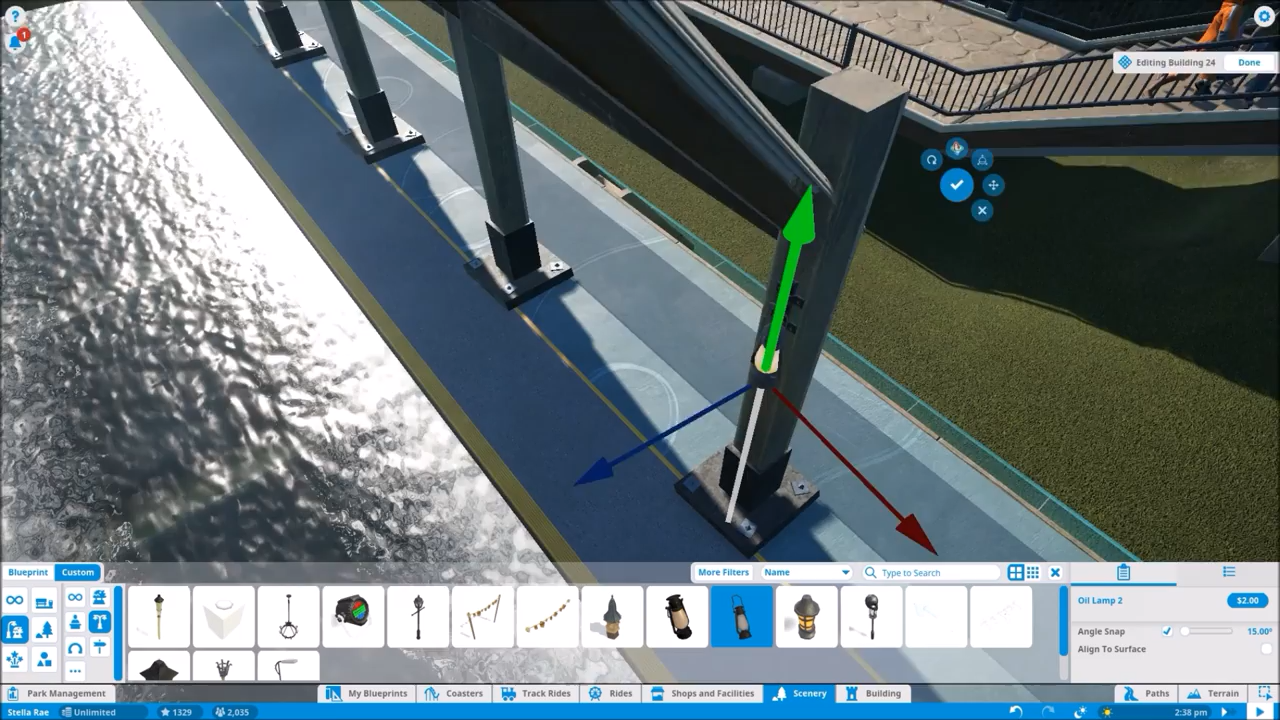 ?
1
Editing Building 24
Done
Blueprint
Custom
More Filters
Name
Type to Search
Oil Lamp 2
$2.00
Angle Snap
15.00°
Align To Surface
Park Management
My Blueprints
Coasters
Track Rides
Rides
Shops and Facilities
Scenery
Building
Paths
Terrain
Stella Rae
Unlimited
1329
2,035
2:38 pm